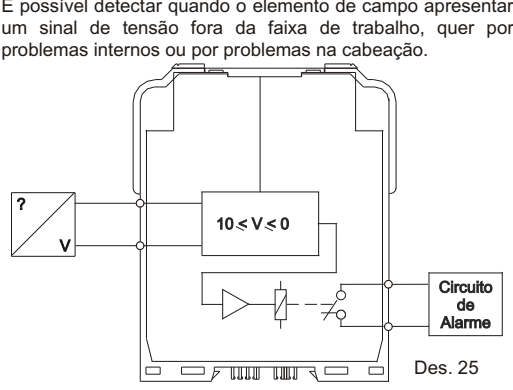 É possível detectar quando o elemento de campo apresentar
um sinal de tensão fora da faixa de trabalho, quer por
problemas internos ou por problemas na cabeação.
?
V
10 ⩽ V ⩽ 0
Circuito
de
Alarme
Des. 25